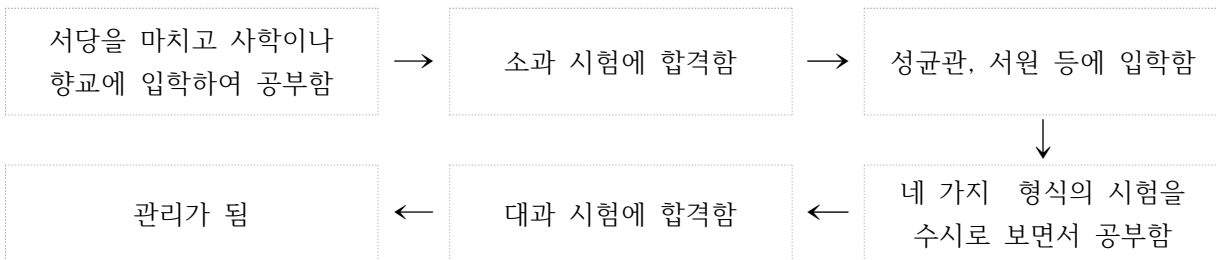 서당을 마치고 사학이나
향교에 입학하여 공부함
→
소과 시험에 합격함
→
성균관, 서원 등에 입학함
↓
네 가지 형식의 시험을
수시로 보면서 공부함
←
대과 시험에 합격함
←
관리가 됨